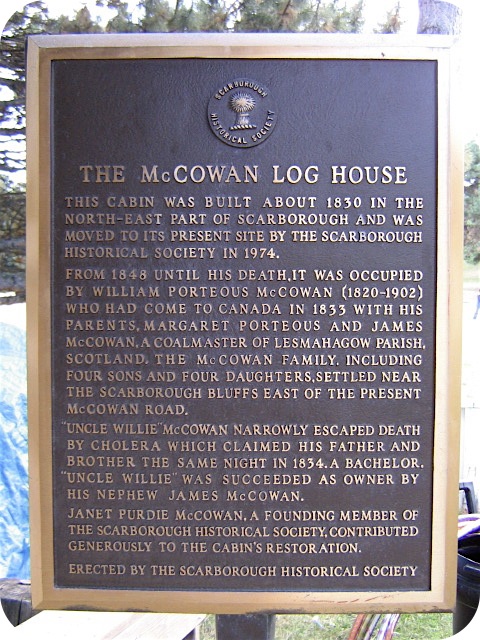 SCARBOROUGH
HISTORICAL SOCIETY
THE McCOWAN LOG HOUSE
THIS CABIN WAS BUILT ABOUT 1830 IN THE
NORTH-EAST PART OF SCARBOROUGH AND WAS
MOVED TO ITS PRESENT SITE BY THE SCARBOROUGH
HISTORICAL SOCIETY IN 1974.
FROM 1848 UNTIL HIS DEATH, IT WAS OCCUPIED
BY WILLIAM PORTEOUS McCOWAN (1820-1902)
WHO HAD COME TO CANADA IN 1833 WITH HIS
PARENTS, MARGARET PORTEOUS AND JAMES
McCOWAN, A COALMASTER OF LESMAHAGOW PARISH,
SCOTLAND. THE McCOWAN FAMILY, INCLUDING
FOUR SONS AND FOUR DAUGHTERS, SETTLED NEAR
THE SCARBOROUGH BLUFFS EAST OF THE PRESENT
McCOWAN ROAD.
"UNCLE WILLIE" McCOWAN NARROWLY ESCAPED DEATH
BY CHOLERA WHICH CLAIMED HIS FATHER AND
BROTHER THE SAME NIGHT IN 1834. A BACHELOR,
"UNCLE WILLIE" WAS SUCCEEDED AS OWNER BY
HIS NEPHEW JAMES McCOWAN.
JANET PURDIE McCOWAN, A FOUNDING MEMBER OF
THE SCARBOROUGH HISTORICAL SOCIETY, CONTRIBUTED
GENEROUSLY TO THE CABIN'S RESTORATION.
ERECTED BY THE SCARBOROUGH HISTORICAL SOCIETY